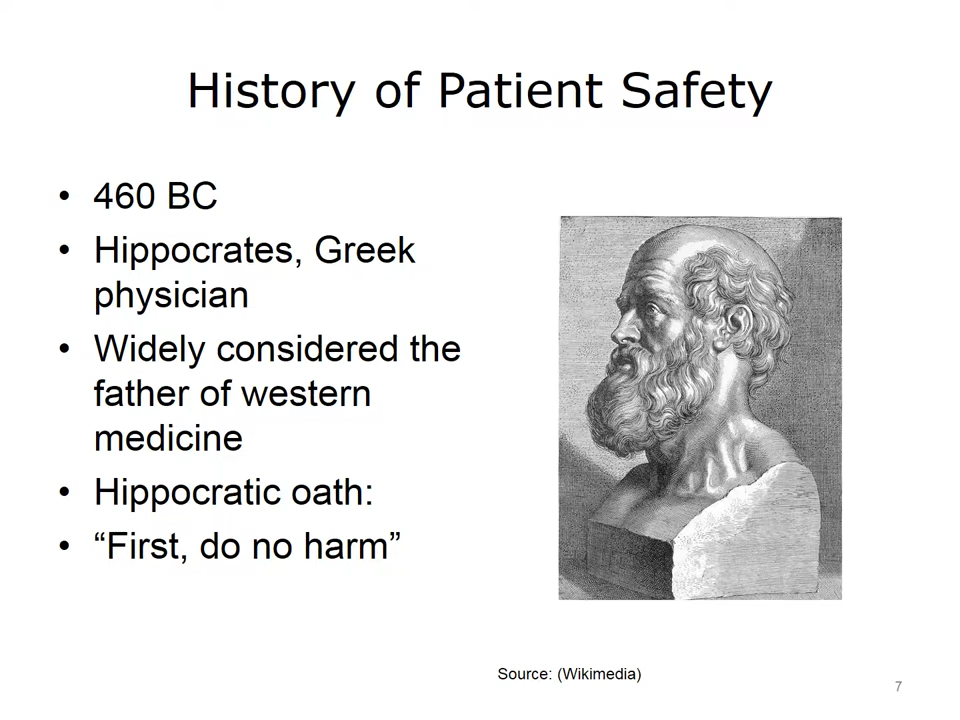 History of Patient Safety
• 460 BC
• Hippocrates, Greek
physician
• Widely considered the
father of western
medicine
• Hippocratic oath:
• “First, do no harm”
Source: (Wikimedia)
7